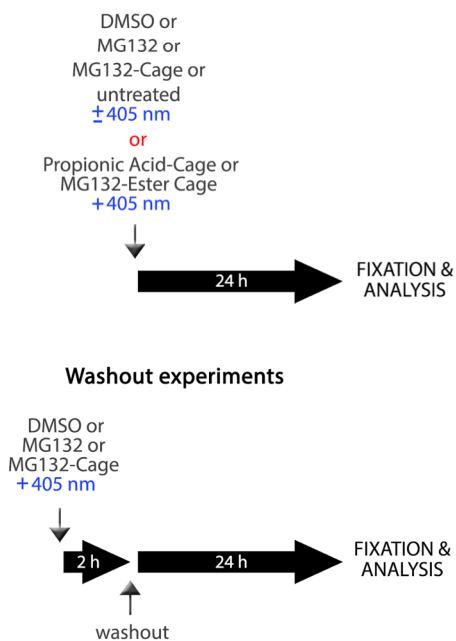 DMSO or
MG132 or
MG132-Cage or
untreated
±405 nm
or
Propionic Acid-Cage or
MG132-Ester Cage
+405 nm
24 h
FIXATION &
ANALYSIS
Washout experiments
DMSO or
MG132 or
MG132-Cage
+405 nm
2 h
24 h
FIXATION &
ANALYSIS
washout